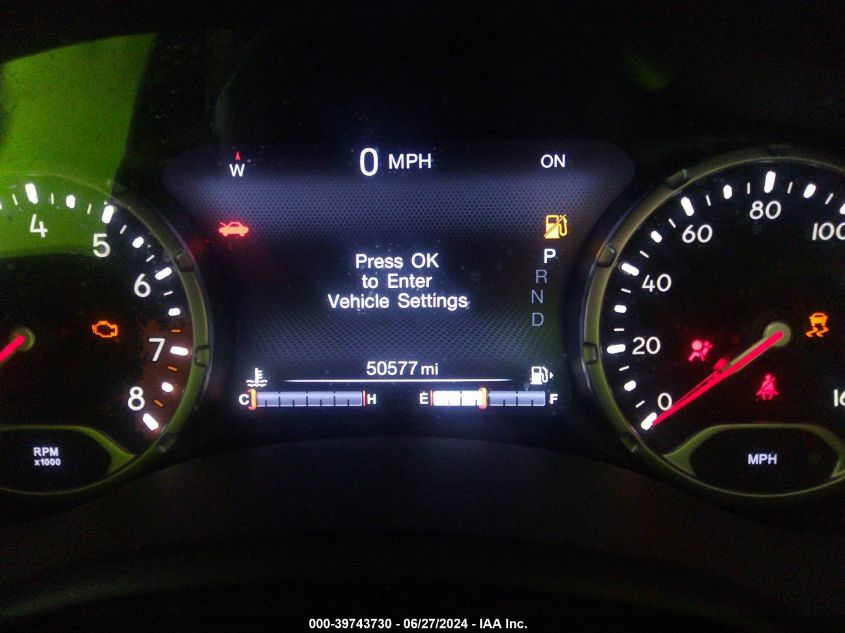 0 MPH
ON
W
Press OK
to Enter
Vehicle Settings
P
R
N
D
50577 mi
C H
E F
4
5
6
7
8
RPM
x1000
0
20
40
60
80
100
16
MPH
000-39743730 - 06/27/2024 - IAA Inc.